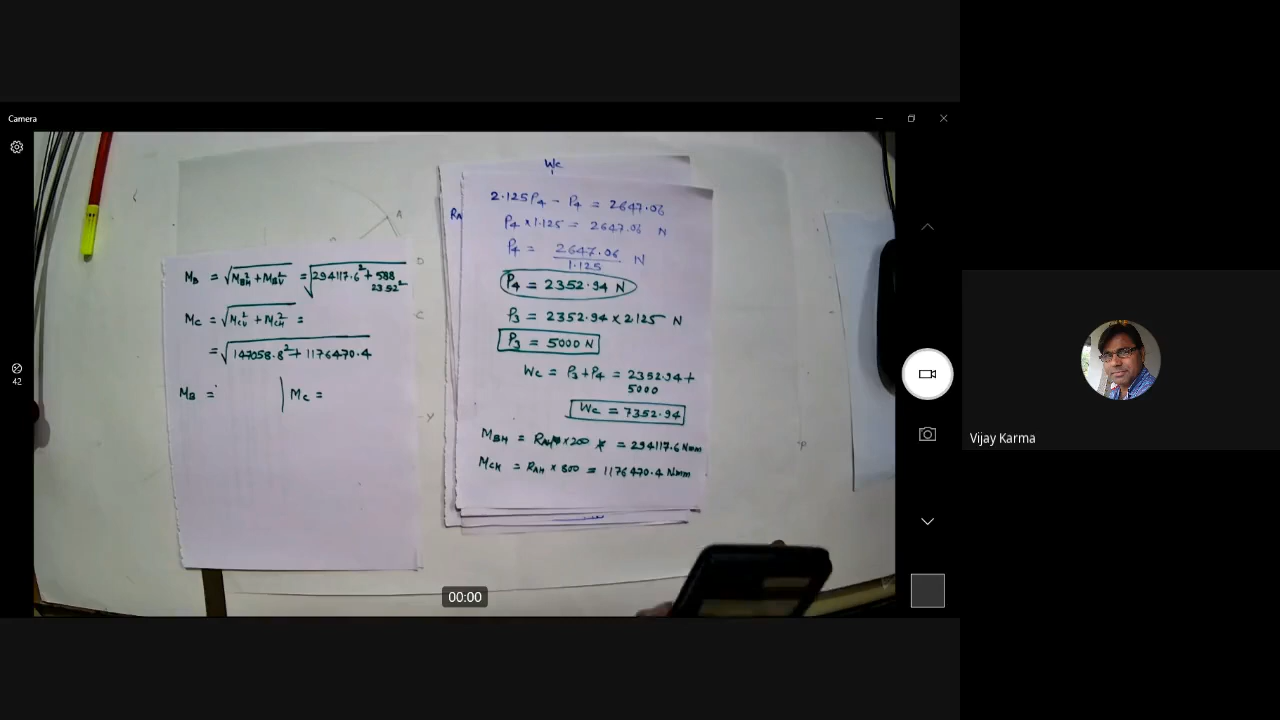 Camera
Wc
2.125P4 - P4 = 2647.06
P4 × 1.125 = 2647.06 N
P4 = 2647.06 / 1.125 N
P4 = 2352.94 N
P3 = 2352.94 × 2.125 N
P3 = 5000 N
Wc = P3 + P4 = 2352.94 +
5000
Wc = 7352.94
MBH = RAH × 200 = 294117.6 Nmm
MCH = RAH × 800 = 1176470.4 Nmm
RA
A
D
C
Y
P
MB = √MBH² + MBV² = √294117.6² + 588
2352²
MC = √MCV² + MCH² =
= √147058.8² + 1176470.4
MB =
MC =
42
00:00
Vijay Karma